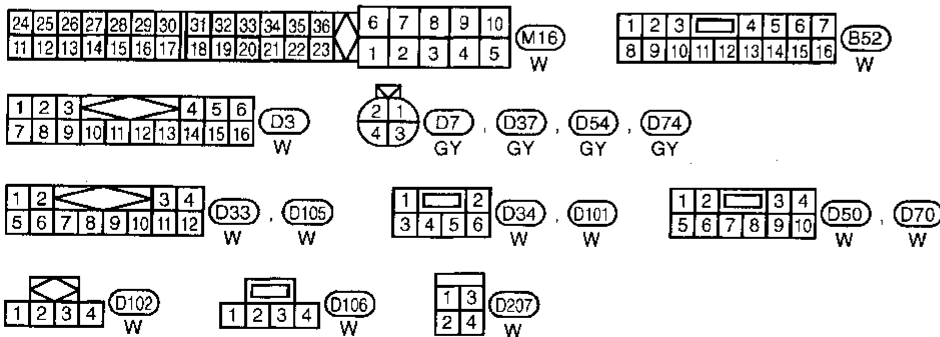 24 25 26 27 28 29 30 31 32 33 34 35 36 6 7 8 9 10
11 12 13 14 15 16 17 18 19 20 21 22 23 1 2 3 4 5
M16
W
1 2 3 4 5 6 7
8 9 10 11 12 13 14 15 16
B52
W
1 2 3 4 5 6
7 8 9 10 11 12 13 14 15 16
D3
W
2 1
4 3
D7 , D37 , D54 , D74
GY GY GY GY
1 2 3 4
5 6 7 8 9 10 11 12
D33 , D105
W W
1 2
3 4 5 6
D34 , D101
W W
1 2 3 4
5 6 7 8 9 10
D50 , D70
W W
1 2 3 4
D102
W
1 2 3 4
D106
W
1 3
2 4
D207
W